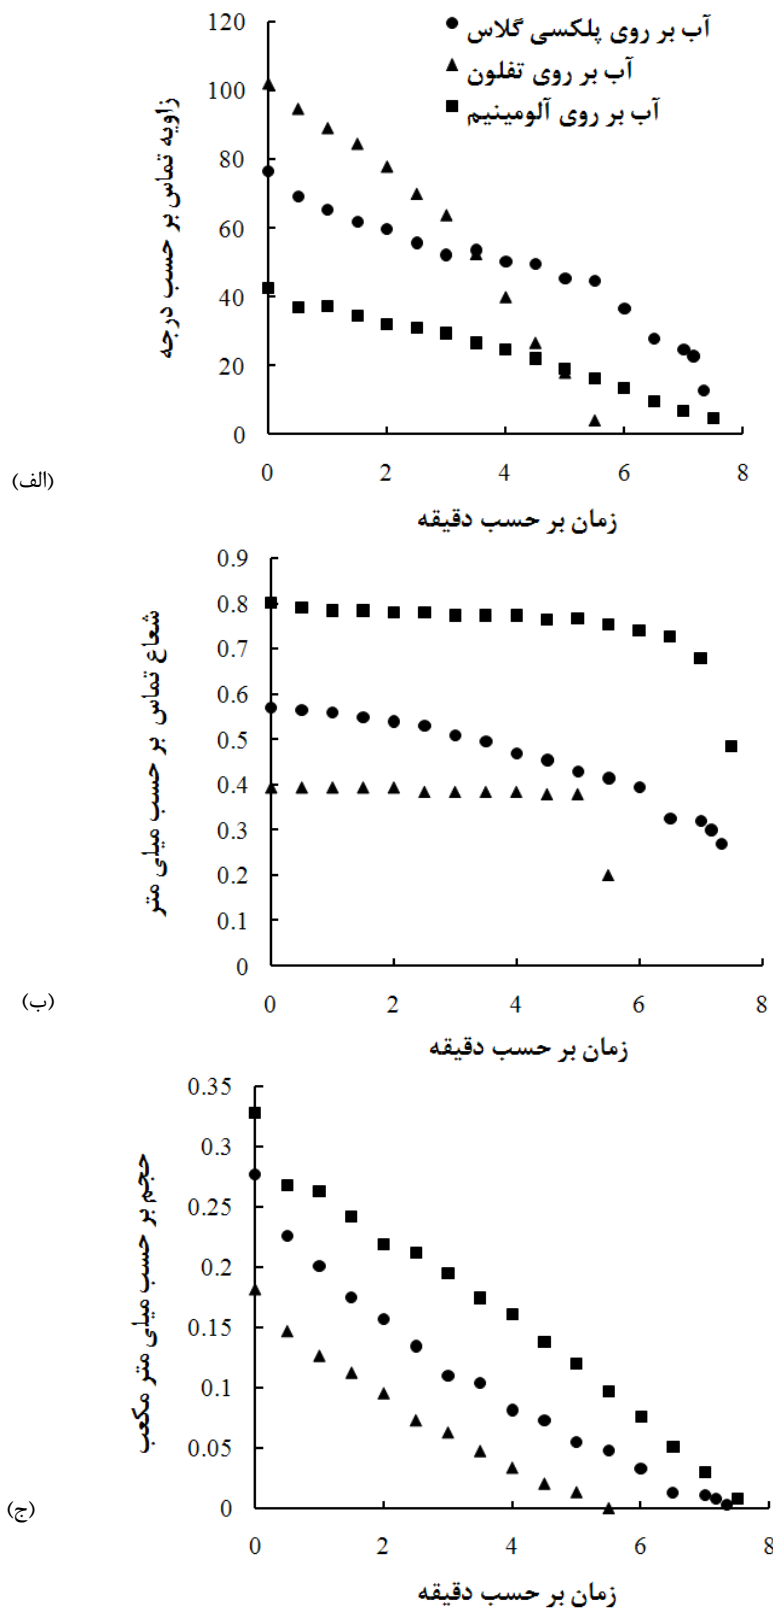 آب بر روی پلکسی گلاس
آب بر روی تفلون
آب بر روی آلومینیم
زاویه تماس بر حسب درجه
120
100
80
60
40
20
0
0 2 4 6 8
زمان بر حسب دقیقه
(الف)
شعاع تماس بر حسب میلی متر
0.9
0.8
0.7
0.6
0.5
0.4
0.3
0.2
0.1
0
0 2 4 6 8
زمان بر حسب دقیقه
(ب)
حجم بر حسب میلی متر مکعب
0.35
0.3
0.25
0.2
0.15
0.1
0.05
0
0 2 4 6 8
زمان بر حسب دقیقه
(ج)